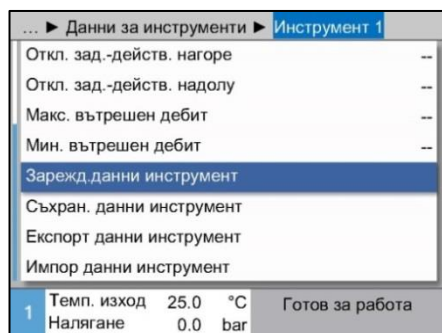 ... ► Данни за инструменти ► Инструмент 1
Откл. зад.-действ. нагоре --
Откл. зад.-действ. надолу --
Макс. вътрешен дебит --
Мин. вътрешен дебит --
Зарежд.данни инструмент
Съхран. данни инструмент
Експорт данни инструмент
Импор данни инструмент
1 Темп. изход 25.0 °C Готов за работа
Налягане 0.0 bar